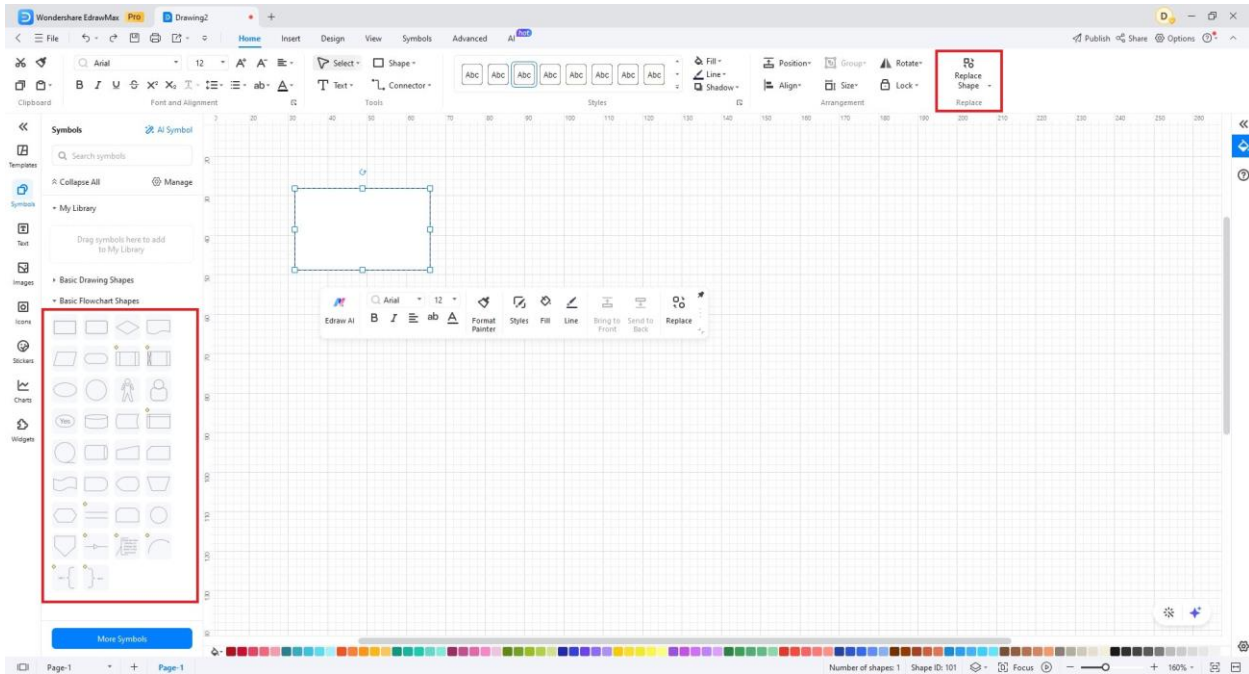 Wondershare EdrawMax Pro Drawing2 +
File Home Insert Design View Symbols Advanced AI hot Publish Share Options
Arial 12 Select Shape Fill Position Group Rotate Replace Shape
B I U S X² X₂ T ab A Text Connector Abc Abc Abc Abc Abc Abc Abc Abc Line Shadow Align Size Lock
Clipboard Font and Alignment Tools Styles Arrangement Replace
Symbols AI Symbol
Templates
Search symbols
Collapse All Manage
Symbols
My Library
Text
Drag symbols here to add
to My Library
Images
Basic Drawing Shapes
Basic Flowchart Shapes
Icons
Yes
Stickers
Charts
Widgets
Arial 12
Edraw AI B I ab A Format Painter Styles Fill Line Bring to Front Send to Back Replace
More Symbols
Page-1 + Page-1 Number of shapes: 1 Shape ID: 101 Focus 160%